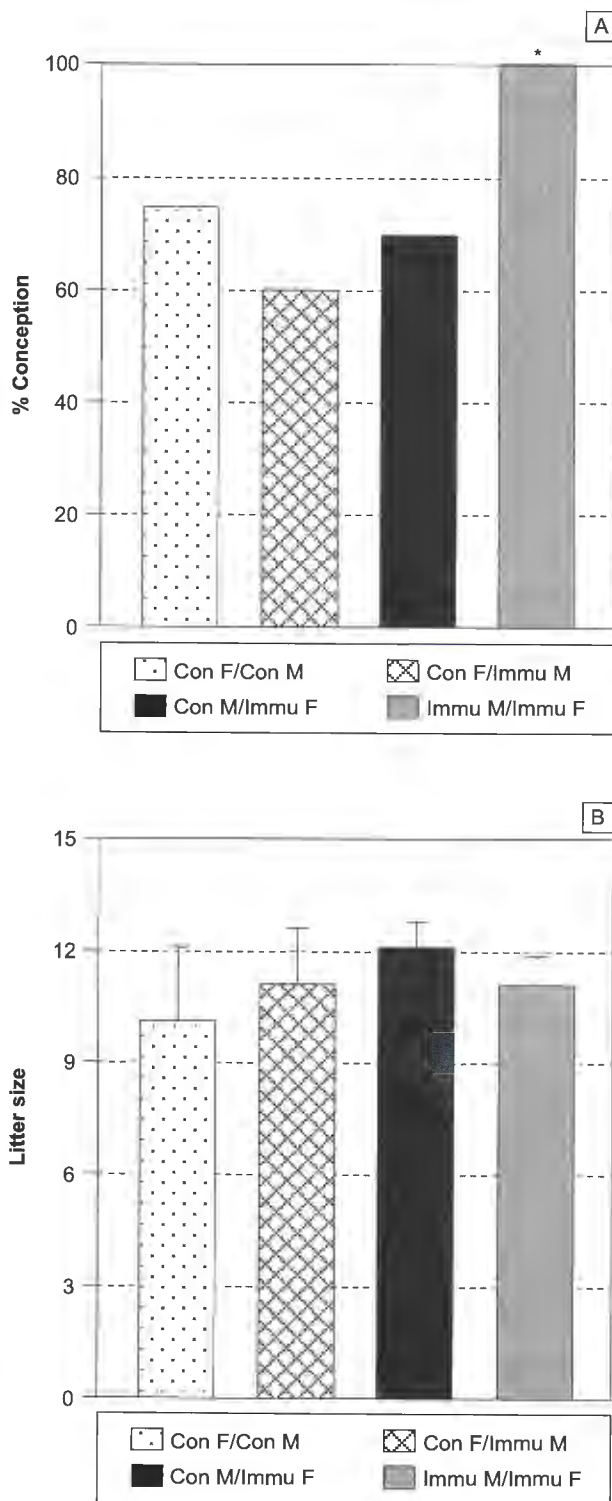 A
*
100
80
60
40
20
0
% Conception
Con F/Con M
Con F/Immu M
Con M/Immu F
Immu M/Immu F
B
15
12
9
6
3
0
Litter size
Con F/Con M
Con F/Immu M
Con M/Immu F
Immu M/Immu F